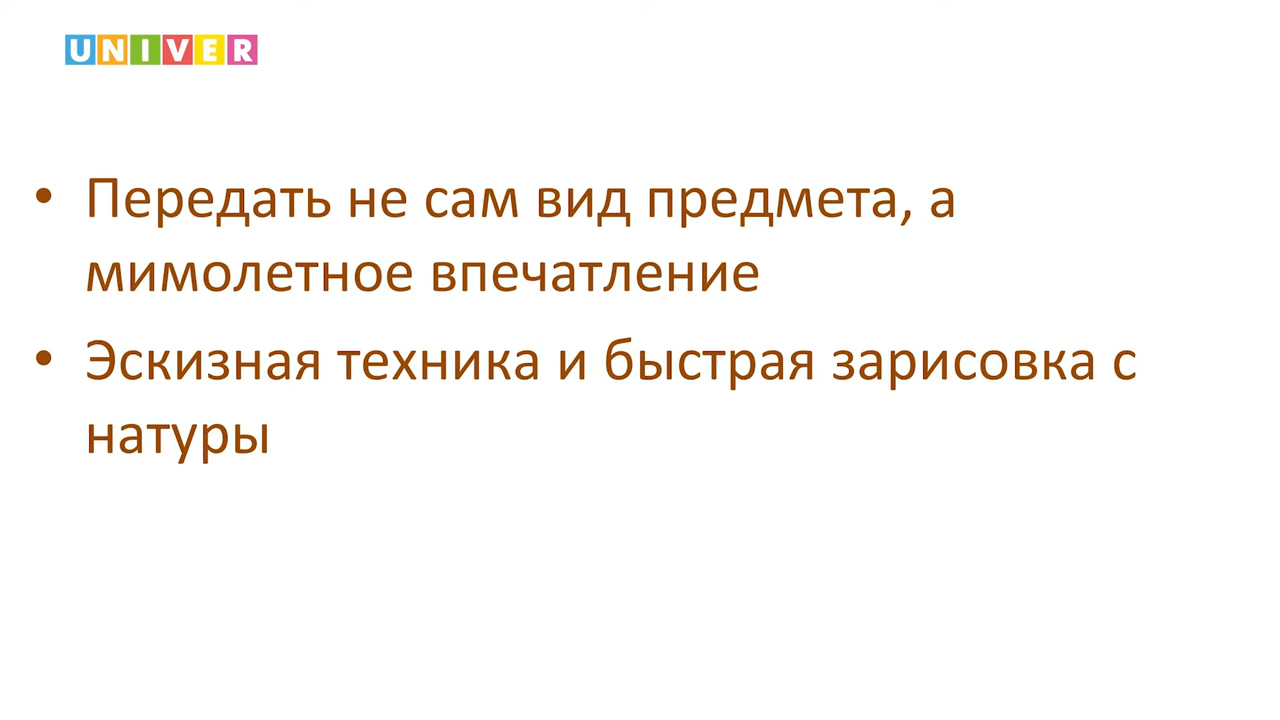 UNIVER
• Передать не сам вид предмета, а
мимолетное впечатление
• Эскизная техника и быстрая зарисовка с
натуры